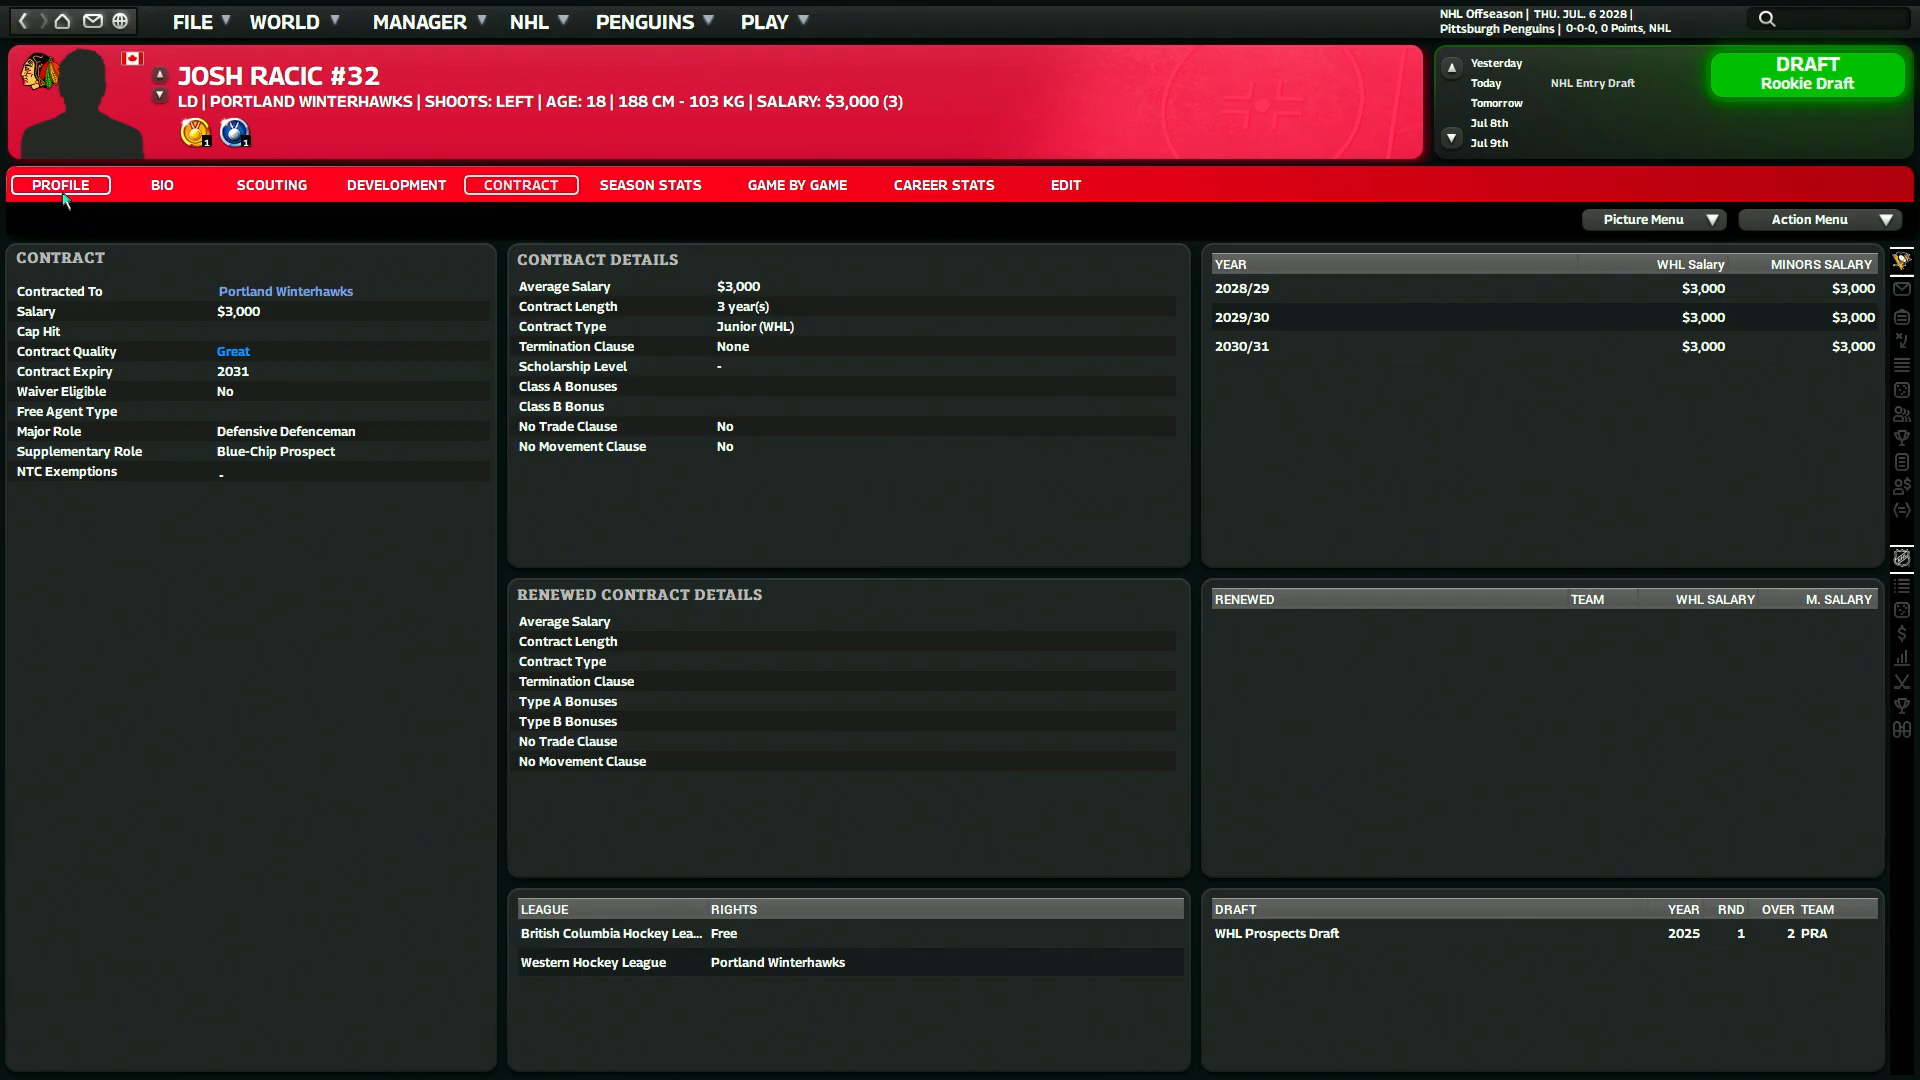 FILE WORLD MANAGER NHL PENGUINS PLAY
NHL Offseason | THU. JUL. 6 2028 |
Pittsburgh Penguins | 0-0-0, 0 Points, NHL
JOSH RACIC #32
LD | PORTLAND WINTERHAWKS | SHOOTS: LEFT | AGE: 18 | 188 CM - 103 KG | SALARY: $3,000 (3)
1 1
Yesterday
Today NHL Entry Draft
Tomorrow
Jul 8th
Jul 9th
DRAFT
Rookie Draft
PROFILE BIO SCOUTING DEVELOPMENT CONTRACT SEASON STATS GAME BY GAME CAREER STATS EDIT
Picture Menu Action Menu
CONTRACT
Contracted To Portland Winterhawks
Salary $3,000
Cap Hit
Contract Quality Great
Contract Expiry 2031
Waiver Eligible No
Free Agent Type
Major Role Defensive Defenceman
Supplementary Role Blue-Chip Prospect
NTC Exemptions -
CONTRACT DETAILS
Average Salary $3,000
Contract Length 3 year(s)
Contract Type Junior (WHL)
Termination Clause None
Scholarship Level -
Class A Bonuses
Class B Bonus
No Trade Clause No
No Movement Clause No
YEAR WHL Salary MINORS SALARY
2028/29 $3,000 $3,000
2029/30 $3,000 $3,000
2030/31 $3,000 $3,000
RENEWED CONTRACT DETAILS
Average Salary
Contract Length
Contract Type
Termination Clause
Type A Bonuses
Type B Bonuses
No Trade Clause
No Movement Clause
RENEWED TEAM WHL SALARY M. SALARY
LEAGUE RIGHTS
British Columbia Hockey Lea... Free
Western Hockey League Portland Winterhawks
DRAFT YEAR RND OVER TEAM
WHL Prospects Draft 2025 1 2 PRA